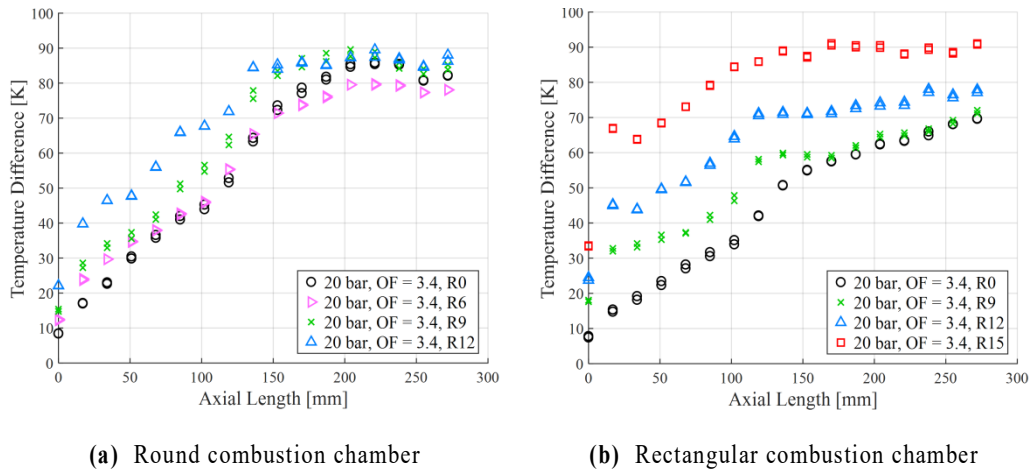 (a)
100
90
80
70
60
50
40
30
20
10
0
Temperature Difference [K]
20 bar, OF = 3.4, R0
20 bar, OF = 3.4, R6
20 bar, OF = 3.4, R9
20 bar, OF = 3.4, R12
0 50 100 150 200 250 300
Axial Length [mm]
(a) Round combustion chamber
(b)
100
90
80
70
60
50
40
30
20
10
0
Temperature Difference [K]
20 bar, OF = 3.4, R0
20 bar, OF = 3.4, R9
20 bar, OF = 3.4, R12
20 bar, OF = 3.4, R15
0 50 100 150 200 250 300
Axial Length [mm]
(b) Rectangular combustion chamber